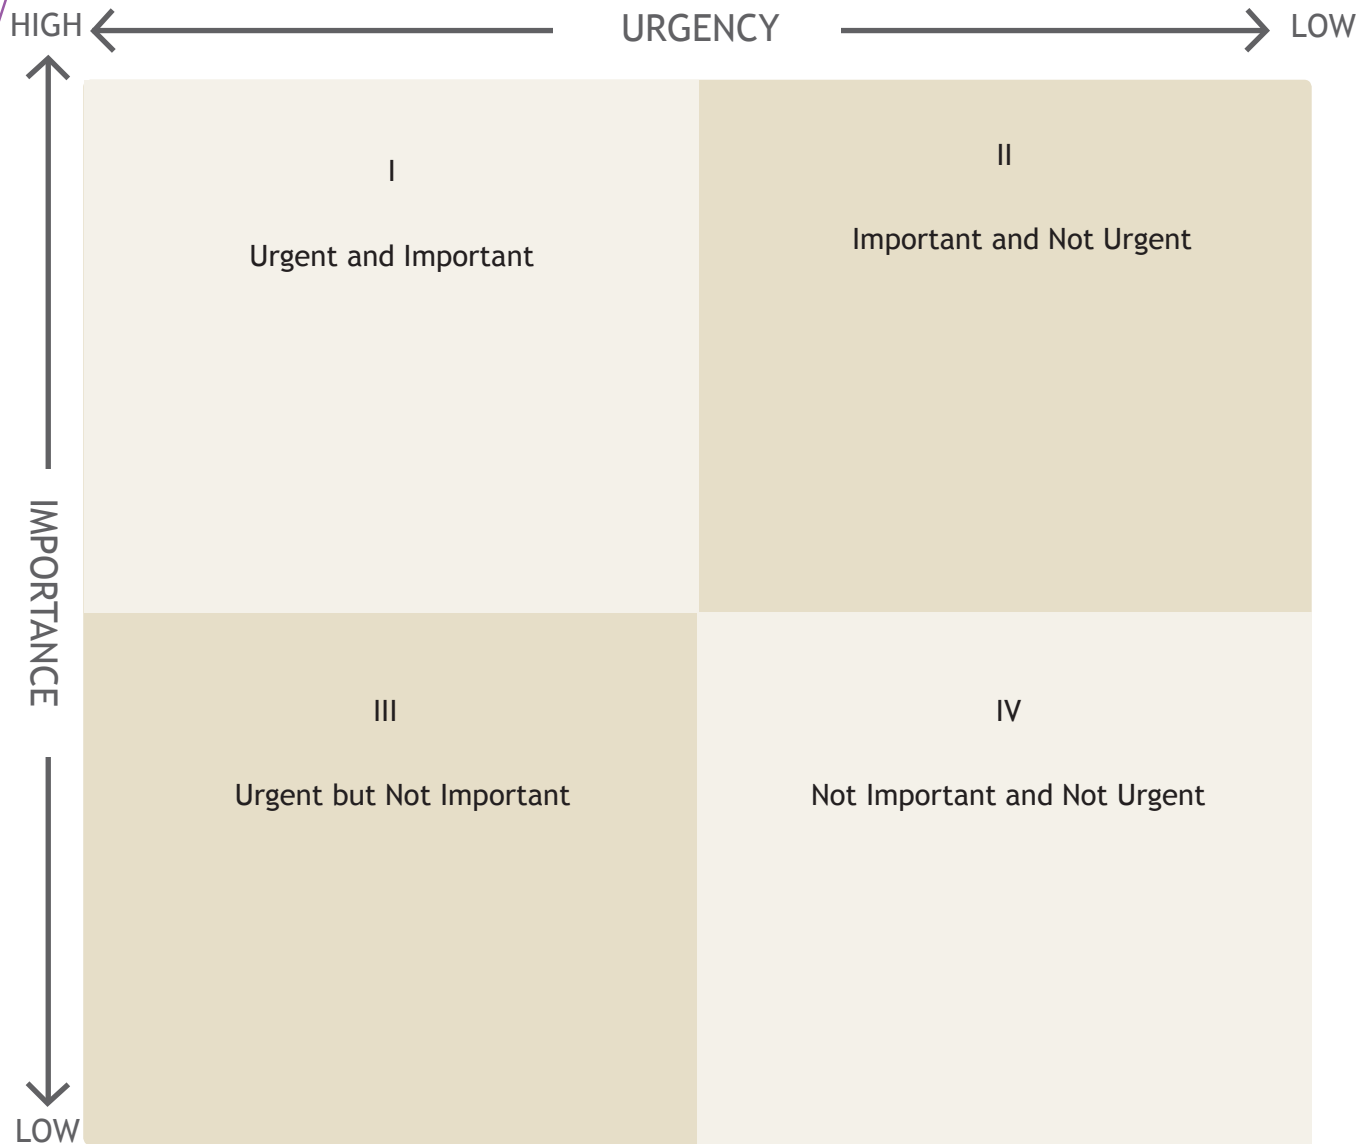 HIGH URGENCY LOW
I
II
Urgent and Important
Important and Not Urgent
IMPORTANCE
III
IV
Urgent but Not Important
Not Important and Not Urgent
LOW